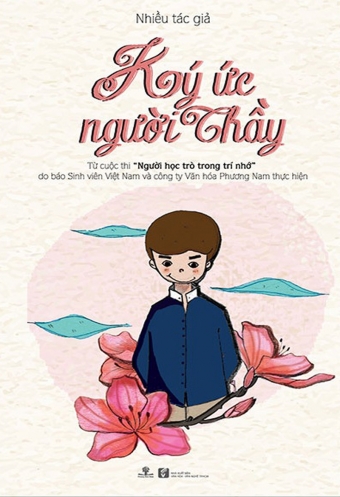 Nhiều tác giả
Ký ức
người Thầy
Từ cuộc thi "Người học trò trong trí nhớ"
do báo Sinh viên Việt Nam và công ty Văn hóa Phương Nam thực hiện